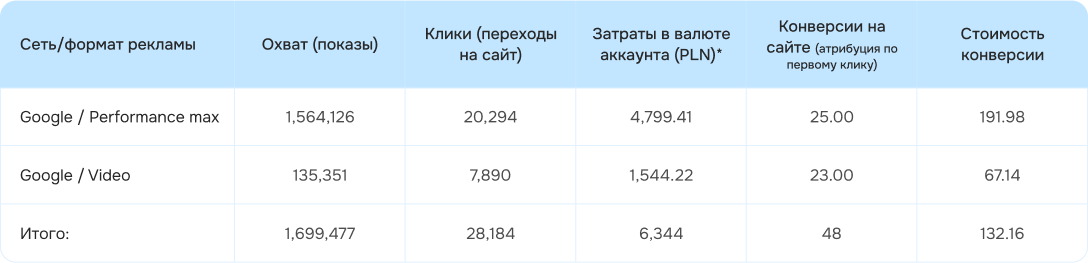 Сеть/формат рекламы
Охват (показы)
Клики (переходы
на сайт)
Затраты в валюте
аккаунта (PLN)*
Конверсии на
сайте (атрибуция по
первому клику)
Стоимость
конверсии
Google / Performance max 1,564,126 20,294 4,799.41 25.00 191.98
Google / Video 135,351 7,890 1,544.22 23.00 67.14
Итого: 1,699,477 28,184 6,344 48 132.16